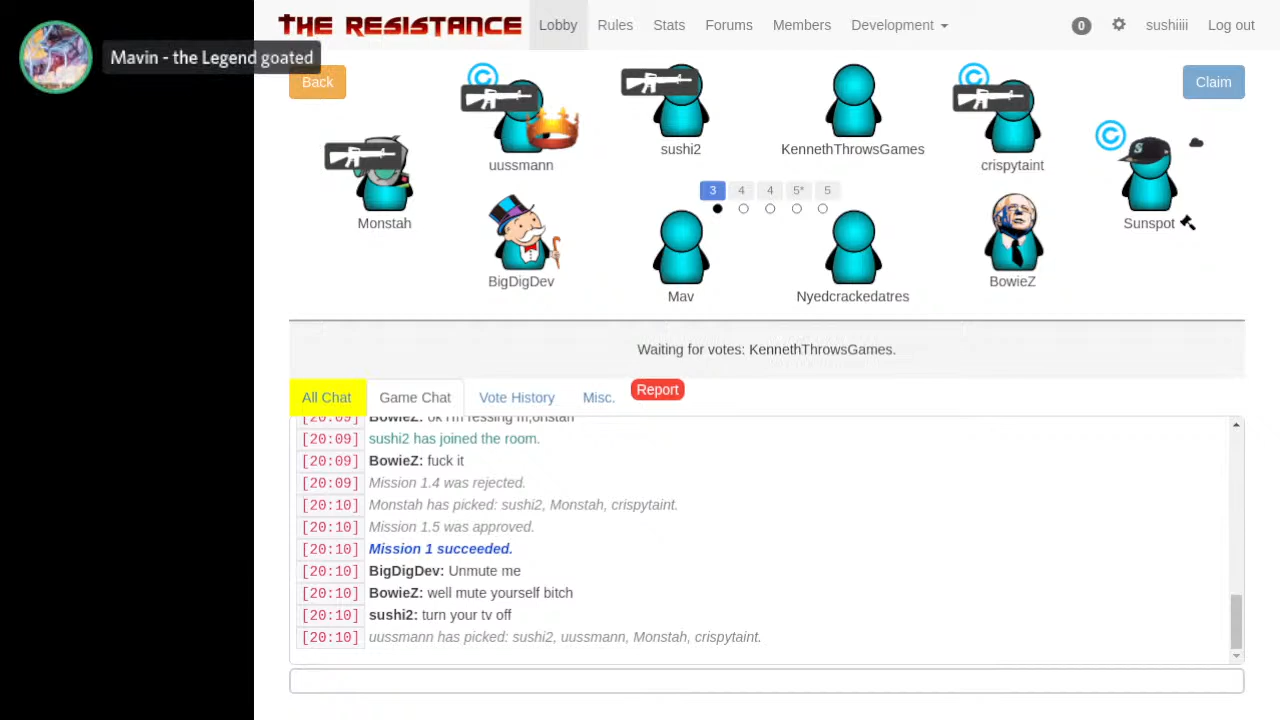 Mavin - the Legend goated
THE RESISTANCE Lobby Rules Stats Forums Members Development 0 sushiiii Log out
Back Claim
uussmann sushi2 KennethThrowsGames crispytaint
Monstah Sunspot
3 4 4 5* 5
BigDigDev Mav Nyedcrackedatres BowieZ
Waiting for votes: KennethThrowsGames.
All Chat Game Chat Vote History Misc. Report
[20:09] BowieZ:
[20:09] sushi2 has joined the room.
[20:09] BowieZ: fuck it
[20:09] Mission 1.4 was rejected.
[20:10] Monstah has picked: sushi2, Monstah, crispytaint.
[20:10] Mission 1.5 was approved.
[20:10] Mission 1 succeeded.
[20:10] BigDigDev: Unmute me
[20:10] BowieZ: well mute yourself bitch
[20:10] sushi2: turn your tv off
[20:10] uussmann has picked: sushi2, uussmann, Monstah, crispytaint.